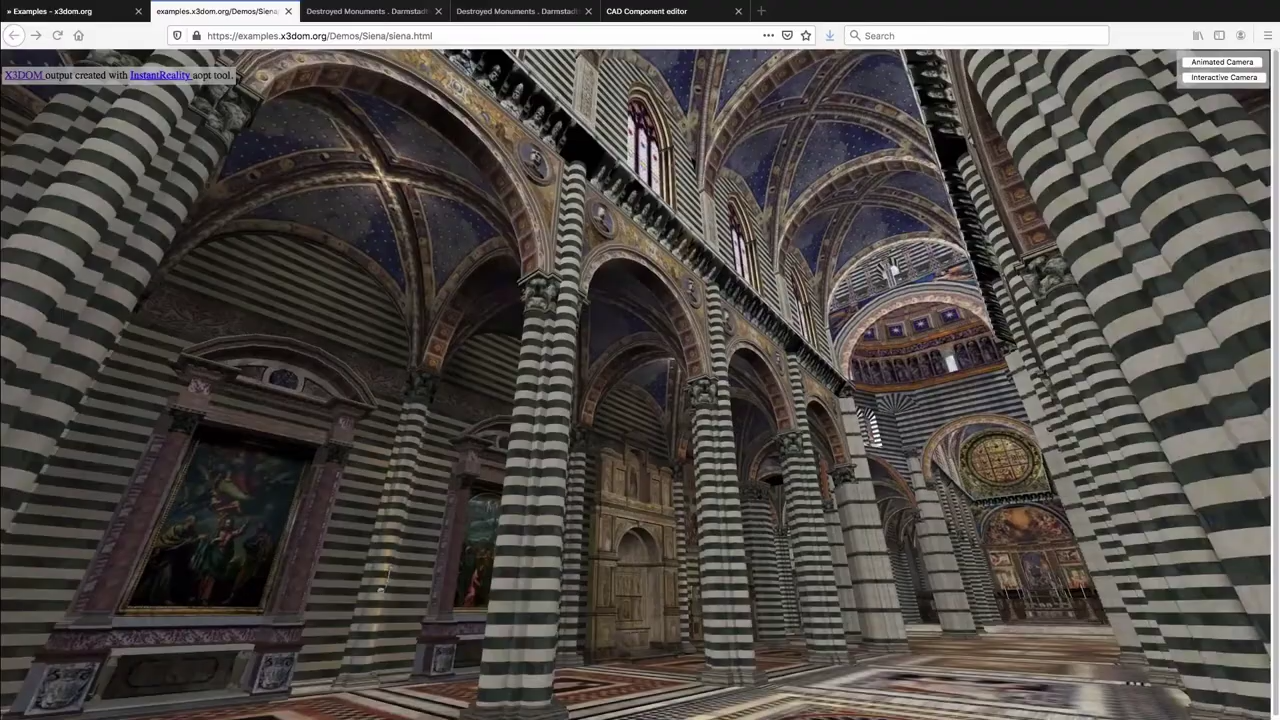 » Examples - x3dom.org
examples.x3dom.org/Demos/Siena/
Destroyed Monuments . Darmstadt
Destroyed Monuments . Darmstadt
CAD Component editor
https://examples.x3dom.org/Demos/Siena/siena.html
Search
X3DOM output created with InstantReality aopt tool.
Animated Camera
Interactive Camera